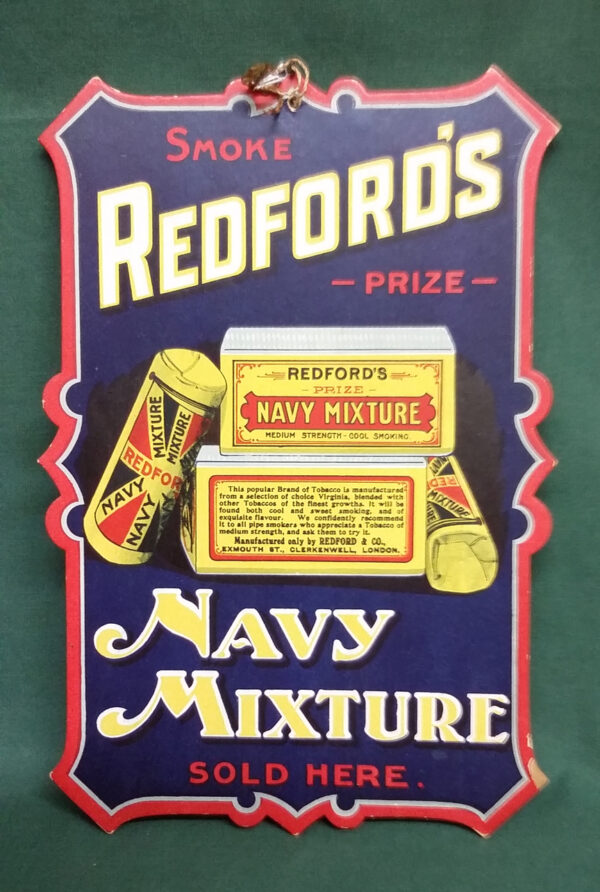 SMOKE
REDFORD'S
- PRIZE -
REDFORD'S
- PRIZE -
NAVY MIXTURE
MEDIUM STRENGTH - COOL SMOKING.
MIXTURE
MIXTURE
REDFOR
NAVY
NAVY
This popular Brand of Tobacco is manufactured
from a selection of choice Virginia, blended with
other Tobaccos of the finest growths. It will be
found both cool and sweet smoking, and of
exquisite flavour. We confidently recommend
it to all pipe smokers who appreciate a Tobacco of
medium strength, and ask them to try it.
Manufactured only by REDFORD & CO.,
EXMOUTH ST., CLERKENWELL, LONDON.
RED
MIXTURE
NAVY
MIXTURE
SOLD HERE.